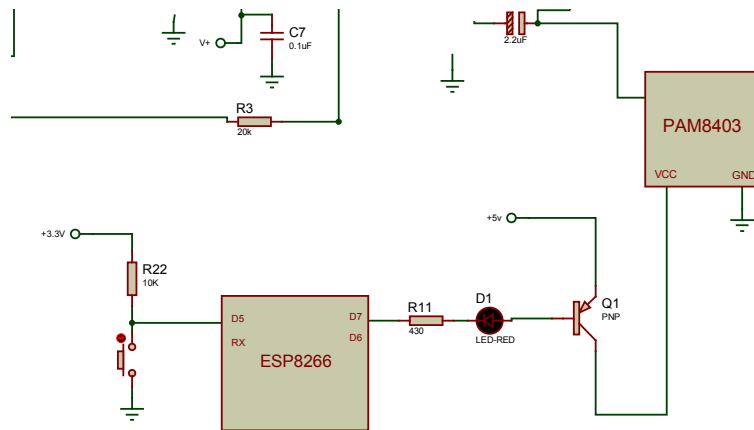 V+
C7
0.1uF
2.2uF
R3
20k
PAM8403
VCC
GND
+3.3V
+5v
R22
10K
D5
RX
ESP8266
D7
D6
R11
430
D1
LED-RED
Q1
PNP